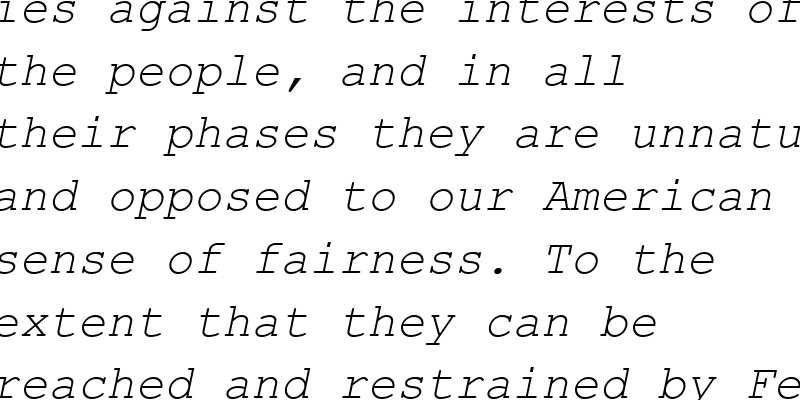 ies against the interests of
the people, and in all
their phases they are unnatu
and opposed to our American
sense of fairness. To the
extent that they can be
reached and restrained by Fe